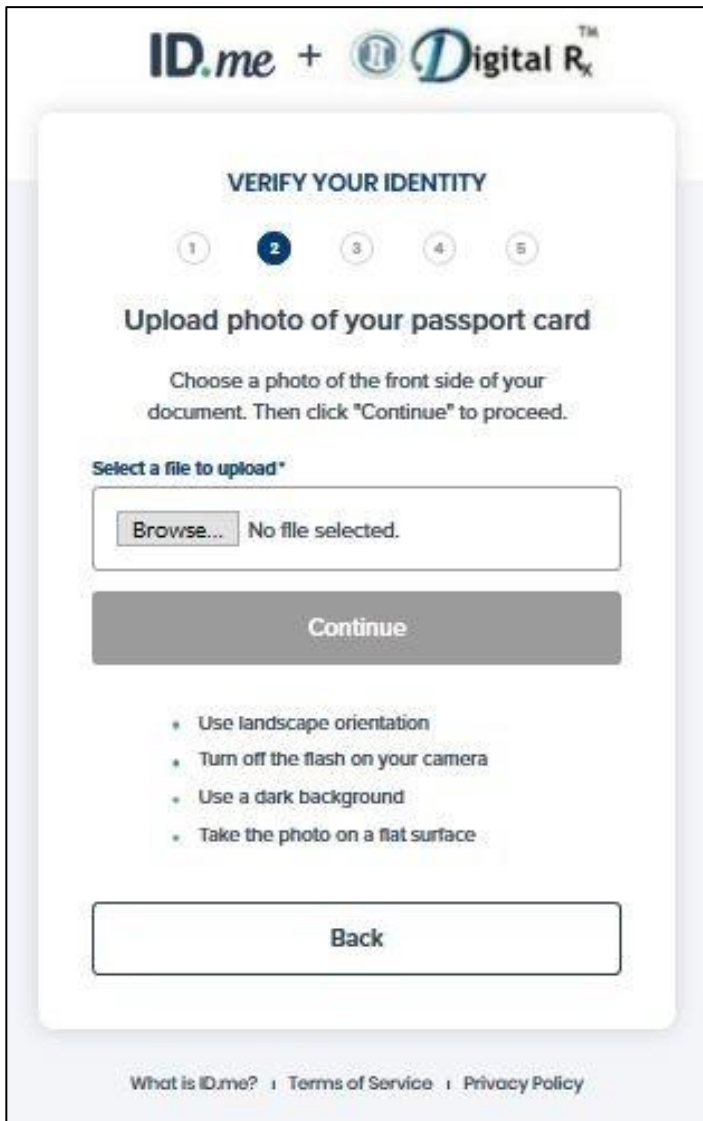 ID.me + Digital Rx™
VERIFY YOUR IDENTITY
1 2 3 4 5
Upload photo of your passport card
Choose a photo of the front side of your
document. Then click "Continue" to proceed.
Select a file to upload*
Browse... No file selected.
Continue
• Use landscape orientation
• Turn off the flash on your camera
• Use a dark background
• Take the photo on a flat surface
Back
What is ID.me? | Terms of Service | Privacy Policy